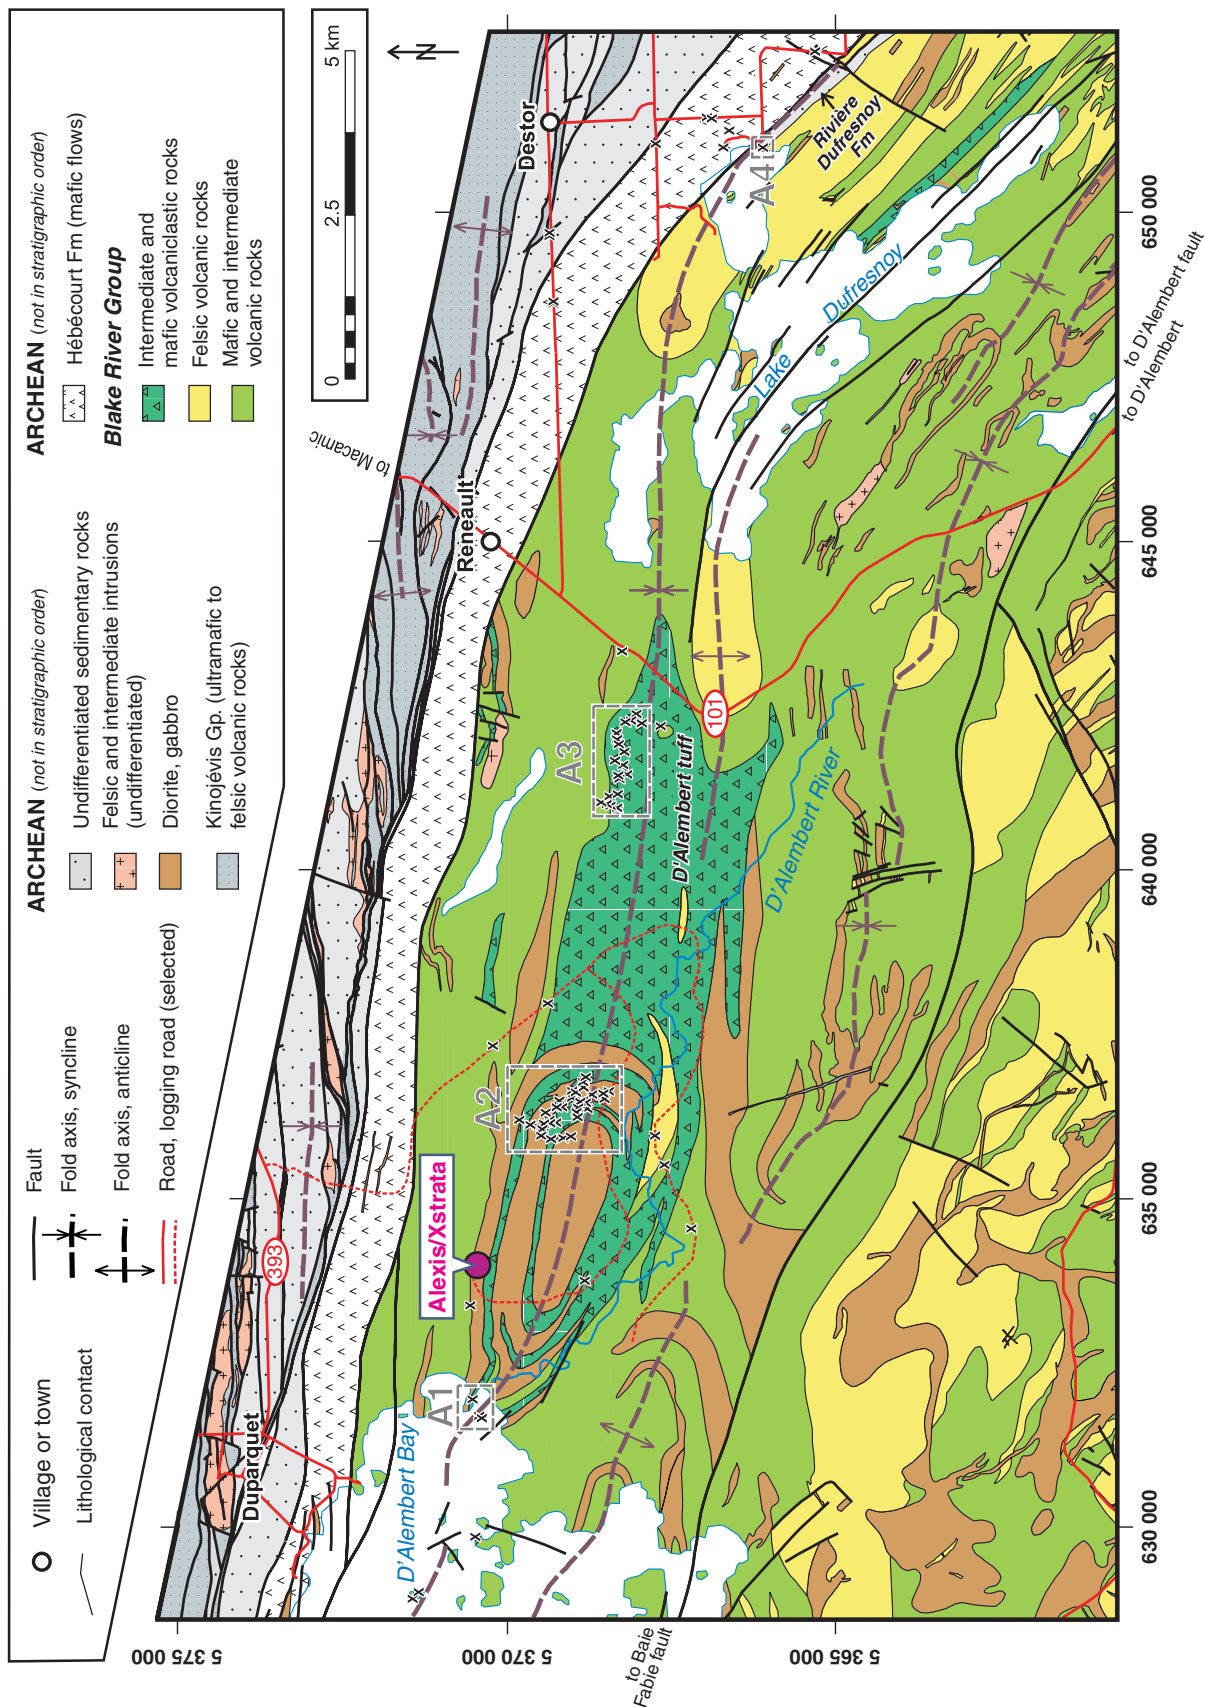 Village or town
Lithological contact
Fault
Fold axis, syncline
Fold axis, anticline
Road, logging road (selected)
ARCHEAN (not in stratigraphic order)
Undifferentiated sedimentary rocks
Felsic and intermediate intrusions
(undifferentiated)
Diorite, gabbro
Kinojévis Gp. (ultramafic to
felsic volcanic rocks)
ARCHEAN (not in stratigraphic order)
Hébécourt Fm (mafic flows)
Blake River Group
Intermediate and
mafic volcaniclastic rocks
Felsic volcanic rocks
Mafic and intermediate
volcanic rocks
0
2.5
5 km
N
Duparquet
393
Reneault
to Macamic
Destor
D'Alembert Bay
A1
Alexis/Xstrata
A2
A3
A4
D'Alembert tuff
101
D'Alembert River
Lake
Dufresnoy
Rivière
Dufresnoy
Fm
to Baie
Fabie fault
to D'Alembert
to D'Alembert fault
5 375 000
5 370 000
5 365 000
630 000
635 000
640 000
645 000
650 000